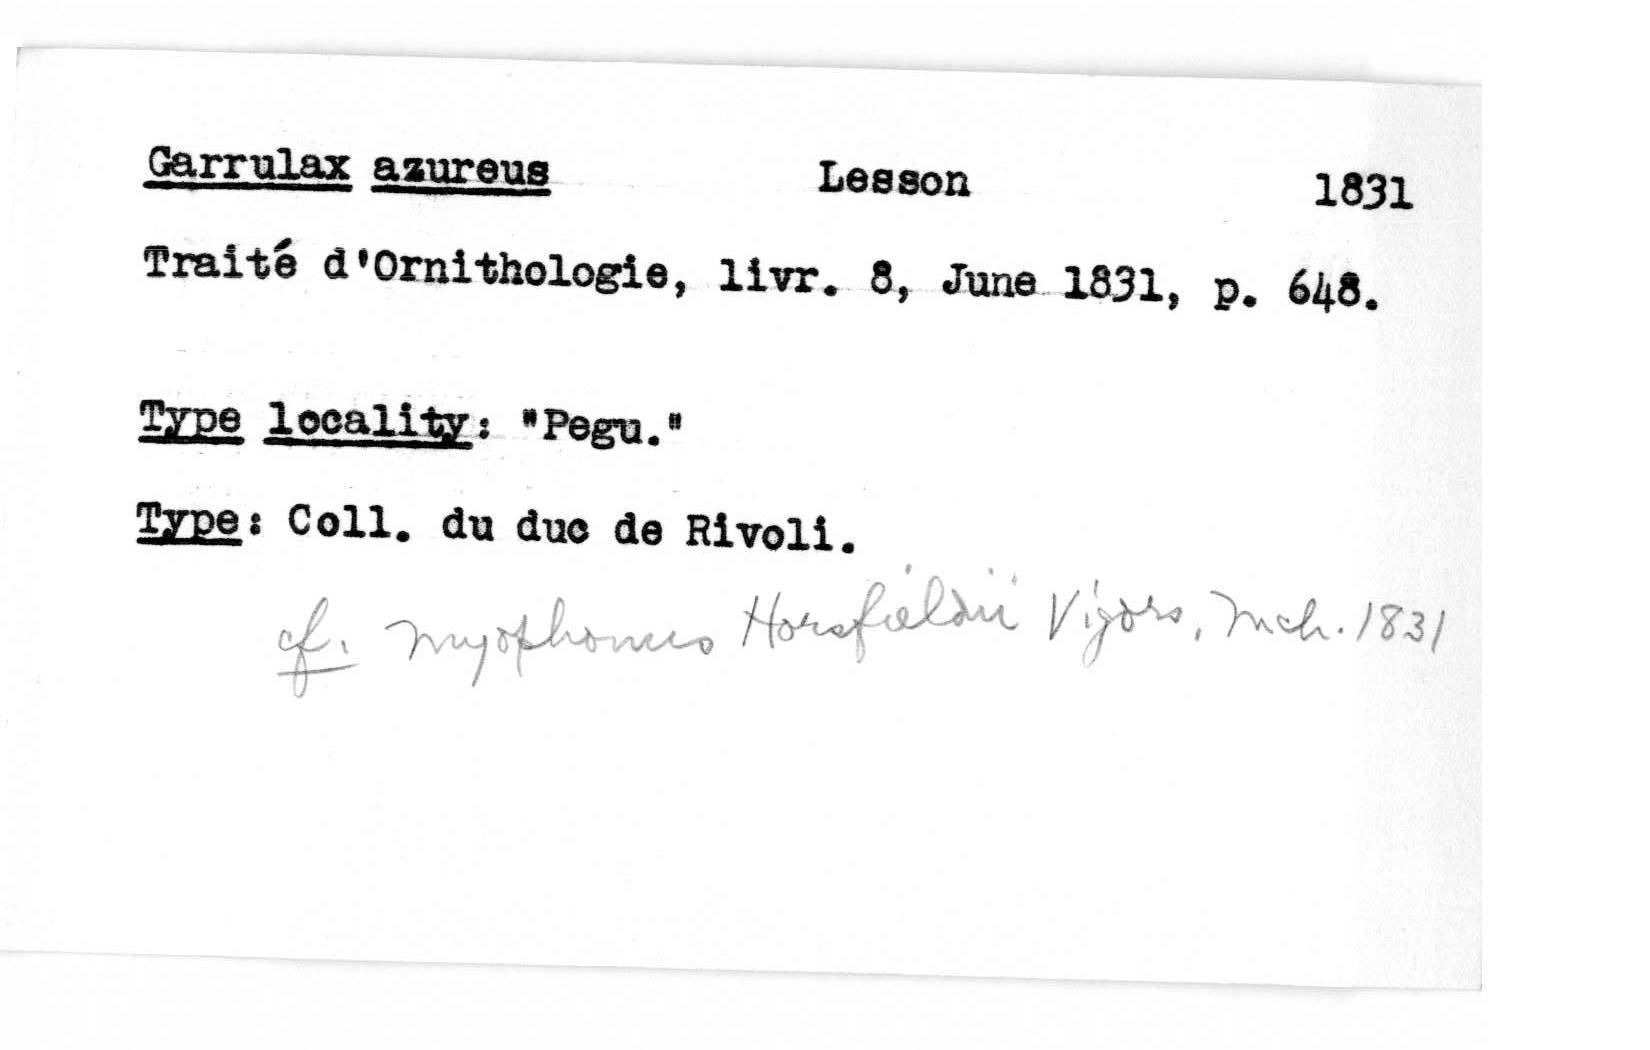 Garrulax azureus Lesson 1831
Traité d'Ornithologie, livr. 8, June 1831, p. 648.
Type locality: "Pegu."
Type: Coll. du duc de Rivoli.
cf. Myophonus Horsfieldii Vigors, Mch. 1831